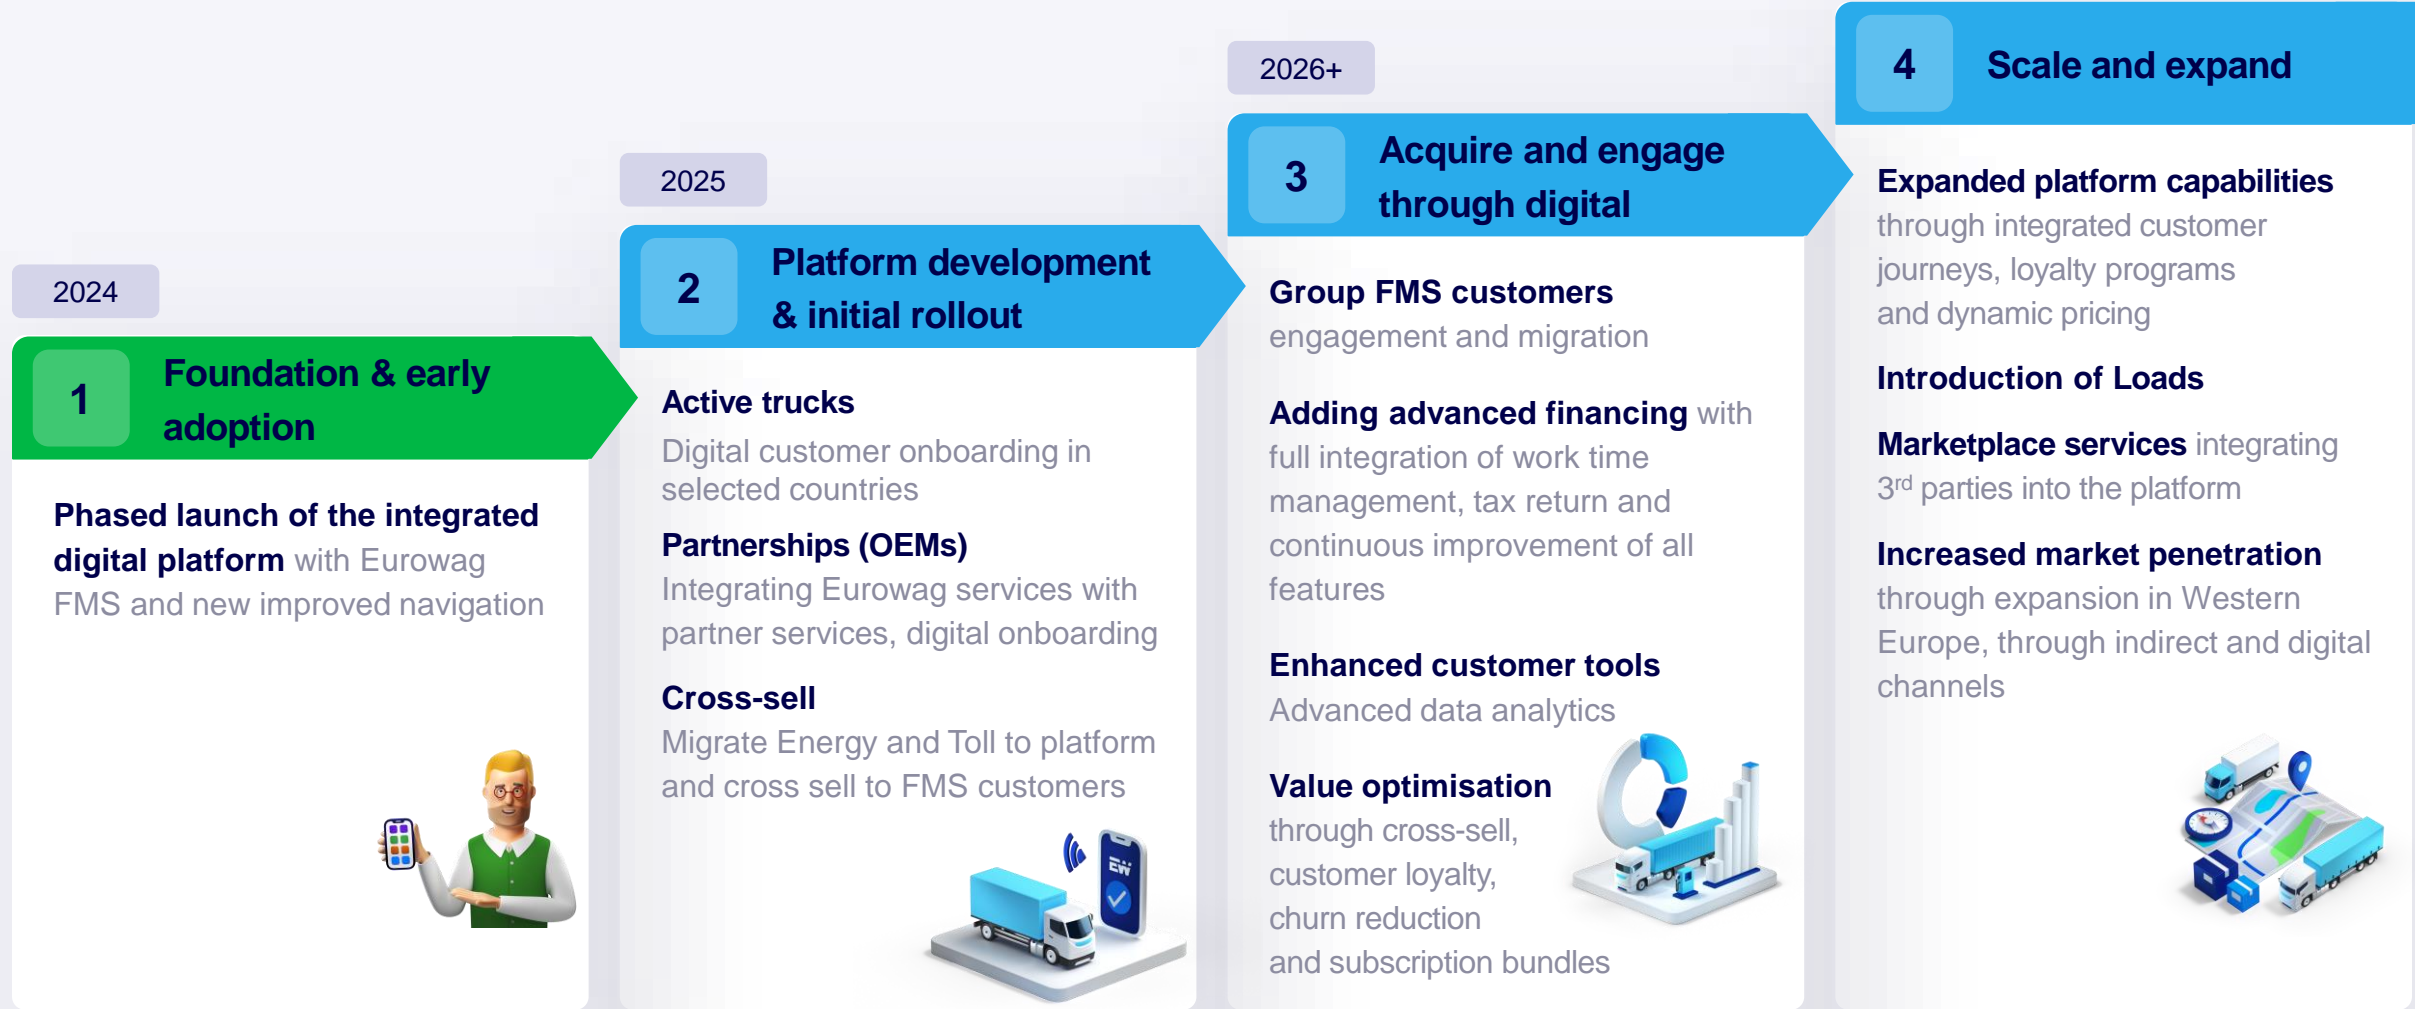 2024
1
Foundation & early
adoption
Phased launch of the integrated
digital platform with Eurowag
FMS and new improved navigation
2025
2
Platform development
& initial rollout
Active trucks
Digital customer onboarding in
selected countries
Partnerships (OEMs)
Integrating Eurowag services with
partner services, digital onboarding
Cross-sell
Migrate Energy and Toll to platform
and cross sell to FMS customers
EW
2026+
3
Acquire and engage
through digital
Group FMS customers
engagement and migration
Adding advanced financing with
full integration of work time
management, tax return and
continuous improvement of all
features
Enhanced customer tools
Advanced data analytics
Value optimisation
through cross-sell,
customer loyalty,
churn reduction
and subscription bundles
4
Scale and expand
Expanded platform capabilities
through integrated customer
journeys, loyalty programs
and dynamic pricing
Introduction of Loads
Marketplace services integrating
3rd parties into the platform
Increased market penetration
through expansion in Western
Europe, through indirect and digital
channels